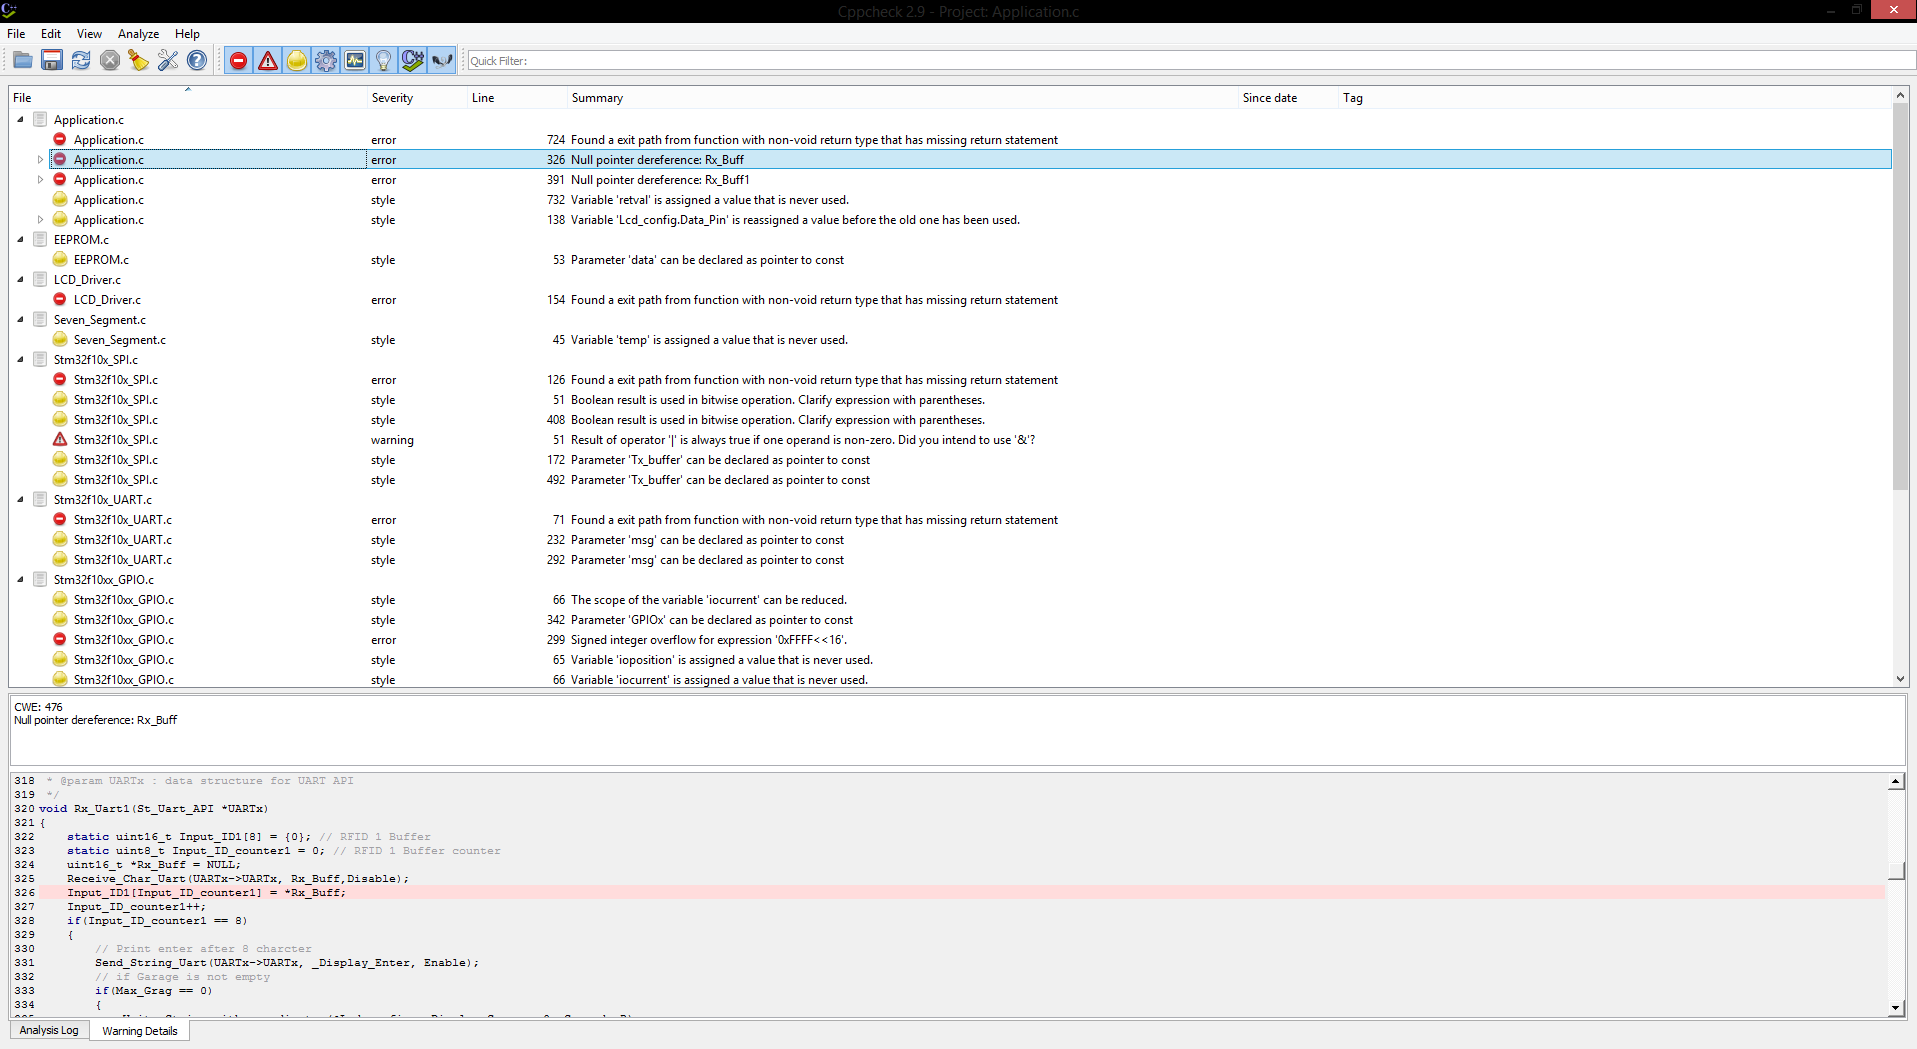 Cppcheck 2.9 - Project: Application.c
File Edit View Analyze Help
Quick Filter:
File Severity Line Summary Since date Tag
Application.c
Application.c error 724 Found a exit path from function with non-void return type that has missing return statement
Application.c error 326 Null pointer dereference: Rx_Buff
Application.c error 391 Null pointer dereference: Rx_Buff1
Application.c style 732 Variable 'retval' is assigned a value that is never used.
Application.c style 138 Variable 'Lcd_config.Data_Pin' is reassigned a value before the old one has been used.
EEPROM.c
EEPROM.c style 53 Parameter 'data' can be declared as pointer to const
LCD_Driver.c
LCD_Driver.c error 154 Found a exit path from function with non-void return type that has missing return statement
Seven_Segment.c
Seven_Segment.c style 45 Variable 'temp' is assigned a value that is never used.
Stm32f10x_SPI.c
Stm32f10x_SPI.c error 126 Found a exit path from function with non-void return type that has missing return statement
Stm32f10x_SPI.c style 51 Boolean result is used in bitwise operation. Clarify expression with parentheses.
Stm32f10x_SPI.c style 408 Boolean result is used in bitwise operation. Clarify expression with parentheses.
Stm32f10x_SPI.c warning 51 Result of operator '|' is always true if one operand is non-zero. Did you intend to use '&'?
Stm32f10x_SPI.c style 172 Parameter 'Tx_buffer' can be declared as pointer to const
Stm32f10x_SPI.c style 492 Parameter 'Tx_buffer' can be declared as pointer to const
Stm32f10x_UART.c
Stm32f10x_UART.c error 71 Found a exit path from function with non-void return type that has missing return statement
Stm32f10x_UART.c style 232 Parameter 'msg' can be declared as pointer to const
Stm32f10x_UART.c style 292 Parameter 'msg' can be declared as pointer to const
Stm32f10xx_GPIO.c
Stm32f10xx_GPIO.c style 66 The scope of the variable 'iocurrent' can be reduced.
Stm32f10xx_GPIO.c style 342 Parameter 'GPIOx' can be declared as pointer to const
Stm32f10xx_GPIO.c error 299 Signed integer overflow for expression '0xFFFF<<16'.
Stm32f10xx_GPIO.c style 65 Variable 'ioposition' is assigned a value that is never used.
Stm32f10xx_GPIO.c style 66 Variable 'iocurrent' is assigned a value that is never used.
CWE: 476
Null pointer dereference: Rx_Buff
318 * @param UARTx : data structure for UART API
319 */
320 void Rx_Uart1(St_Uart_API *UARTx)
321 {
322 static uint16_t Input_ID1[8] = {0}; // RFID 1 Buffer
323 static uint8_t Input_ID_counter1 = 0; // RFID 1 Buffer counter
324 uint16_t *Rx_Buff = NULL;
325 Receive_Char_Uart(UARTx->UARTx, Rx_Buff,Disable);
326 Input_ID1[Input_ID_counter1] = *Rx_Buff;
327 Input_ID_counter1++;
328 if(Input_ID_counter1 == 8)
329 {
330 // Print enter after 8 charcter
331 Send_String_Uart(UARTx->UARTx, _Display_Enter, Enable);
332 // if Garage is not empty
333 if(Max_Grag == 0)
334 {
Analysis Log Warning Details